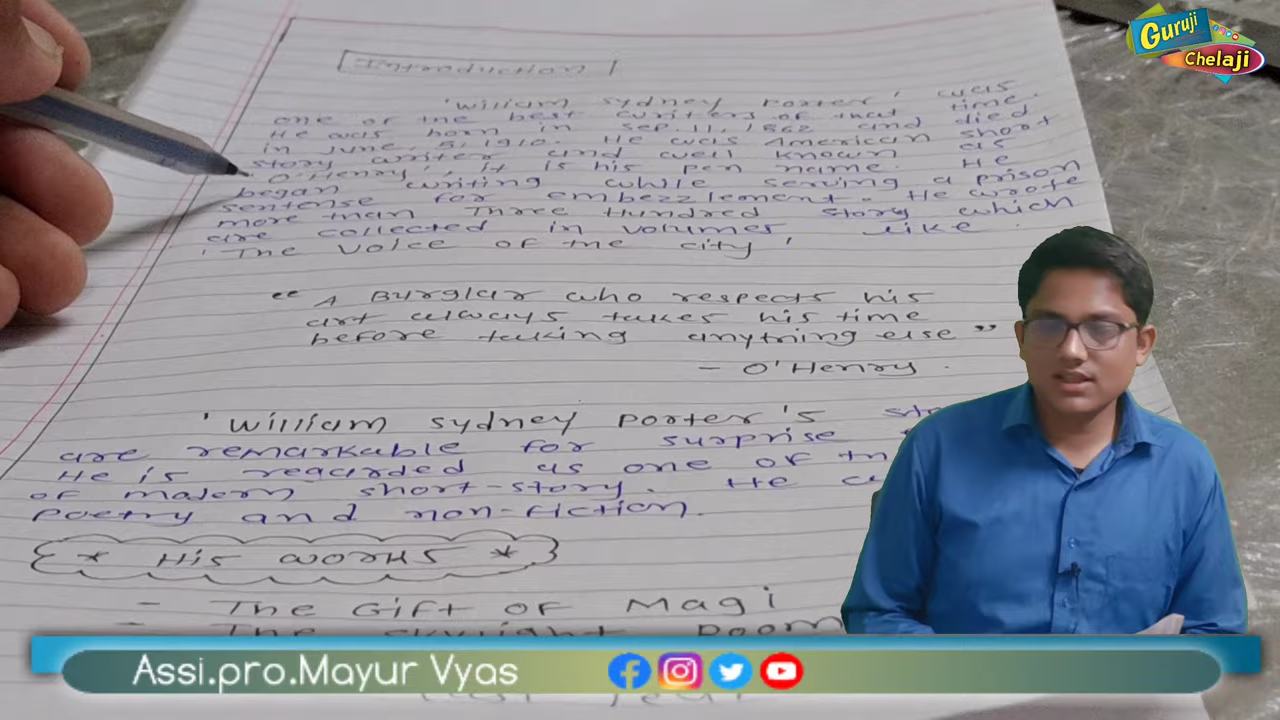 Guruji
Chelaji
Introduction
'William Sydney Porter' was
one of the best writers of that time.
He was born in Sep. 11, 1862 and died
in June, 5, 1910. He was American short
story writer and well known as
'O'Henry', it is his pen name. He
began writing while serving a prison
sentense for embezzlement. He wrote
more than Three Hundred story which
are collected in volumes like
'The Voice of the city'
"A Burglar who respects his
art always takes his time
before taking anything else"
- O'Henry.
'William Sydney Porter's
are remarkable for surprise
He is regarded as one of
of modern short-story. He
poetry and non-fiction.
* His works *
- The Gift of Magi
- The skylight Room
Assi.pro.Mayur Vyas